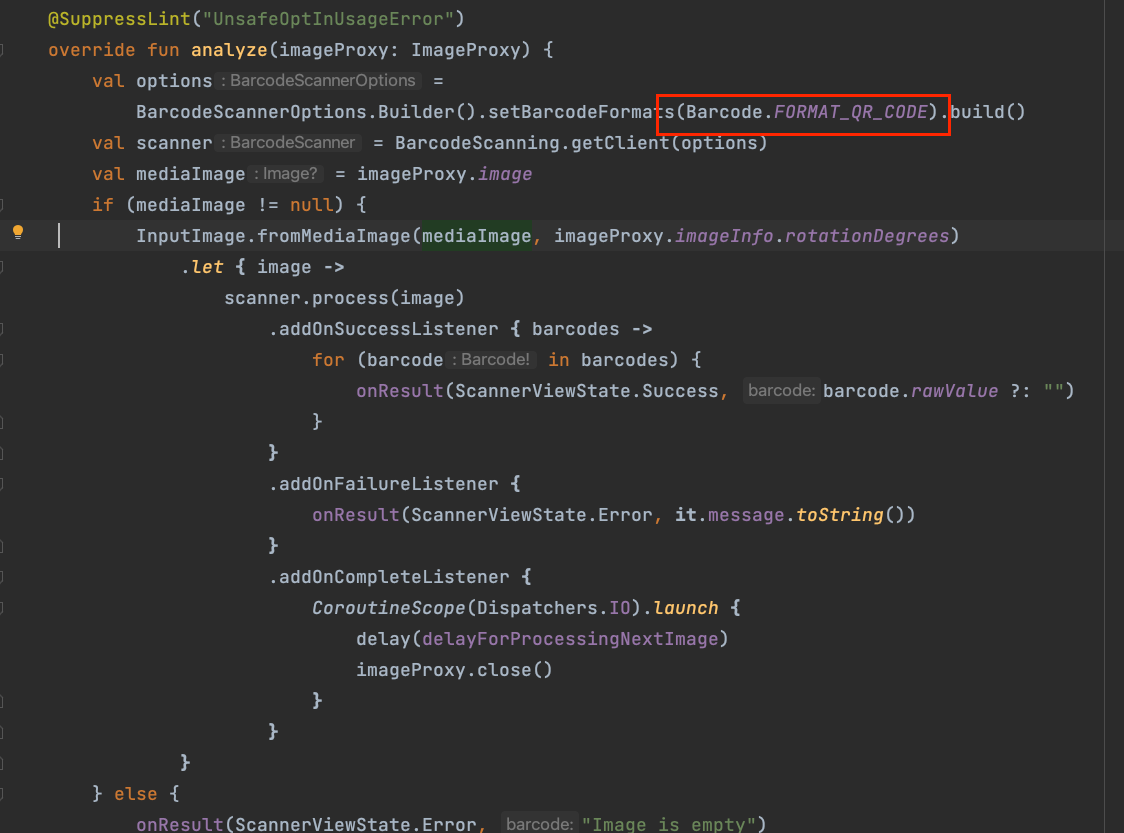 @SuppressLint("UnsafeOptInUsageError")
override fun analyze(imageProxy: ImageProxy) {
val options : BarcodeScannerOptions =
BarcodeScannerOptions.Builder().setBarcodeFormats(Barcode.FORMAT_QR_CODE).build()
val scanner : BarcodeScanner = BarcodeScanning.getClient(options)
val mediaImage : Image? = imageProxy.image
if (mediaImage != null) {
InputImage.fromMediaImage(mediaImage, imageProxy.imageInfo.rotationDegrees)
.let { image ->
scanner.process(image)
.addOnSuccessListener { barcodes ->
for (barcode : Barcode! in barcodes) {
onResult(ScannerViewState.Success, barcode: barcode.rawValue ?: "")
}
}
.addOnFailureListener {
onResult(ScannerViewState.Error, it.message.toString())
}
.addOnCompleteListener {
CoroutineScope(Dispatchers.IO).launch {
delay(delayForProcessingNextImage)
imageProxy.close()
}
}
}
} else {
onResult(ScannerViewState.Error, barcode: "Image is empty")